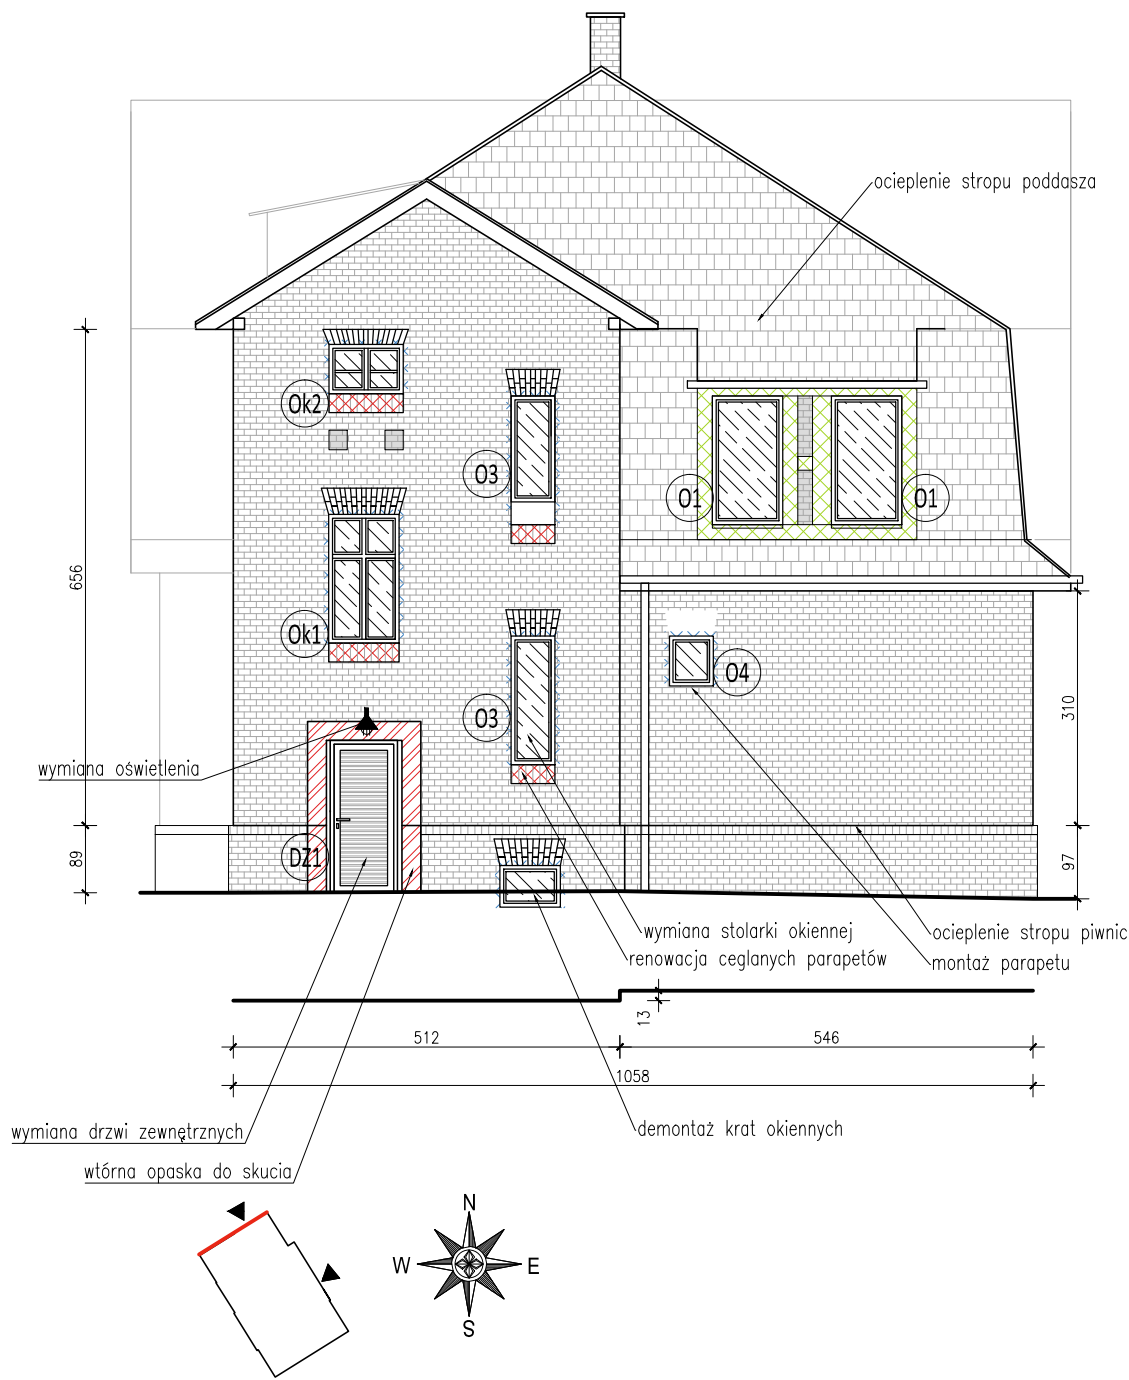 ocieplenie stropu poddasza
Ok2
O3
O1
O1
656
Ok1
O4
O3
310
wymiana oświetlenia
89
DZ1
97
wymiana stolarki okiennej
ocieplenie stropu piwnic
renowacja ceglanych parapetów
montaż parapetu
13
512
546
1058
wymiana drzwi zewnętrznych
demontaż krat okiennych
wtórna opaska do skucia
N
W
E
S